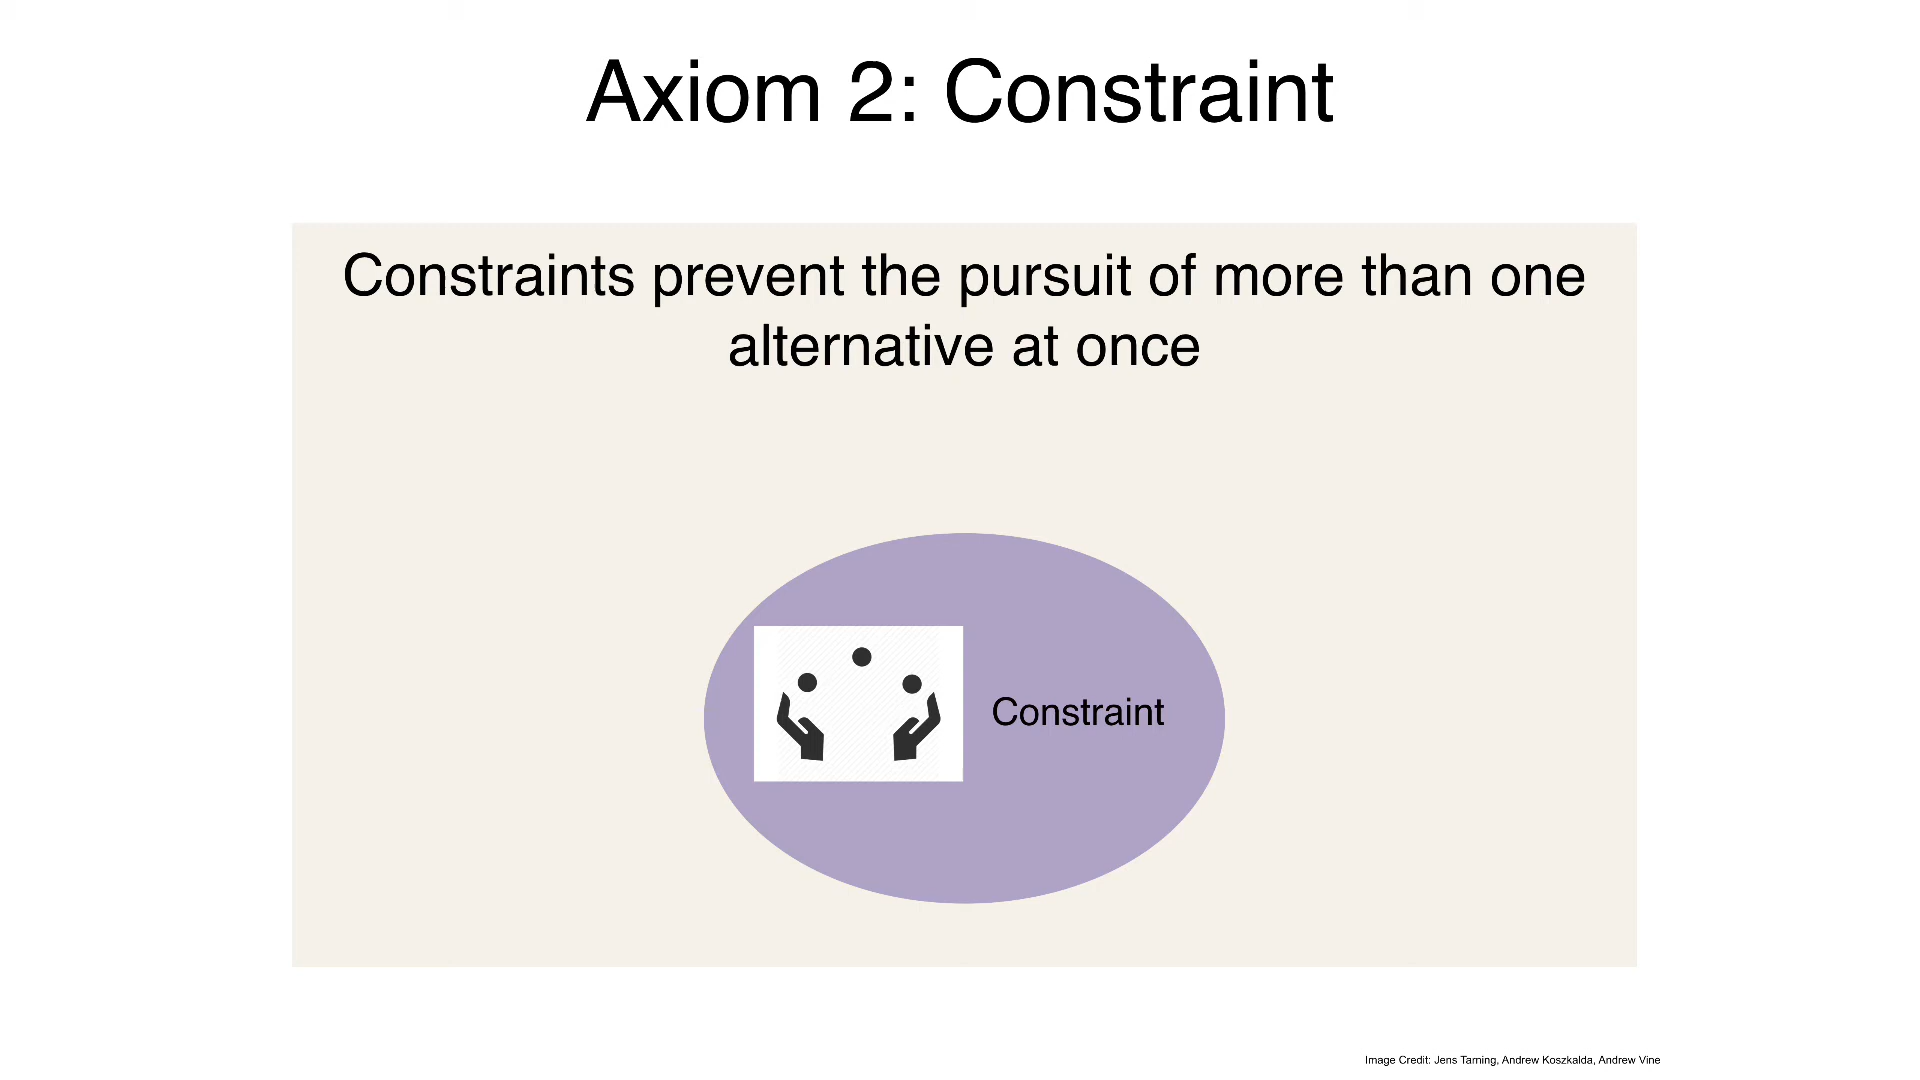 Axiom 2: Constraint
Constraints prevent the pursuit of more than one
alternative at once
Constraint
Image Credit: Jens Tarning, Andrew Koszkalda, Andrew Vine